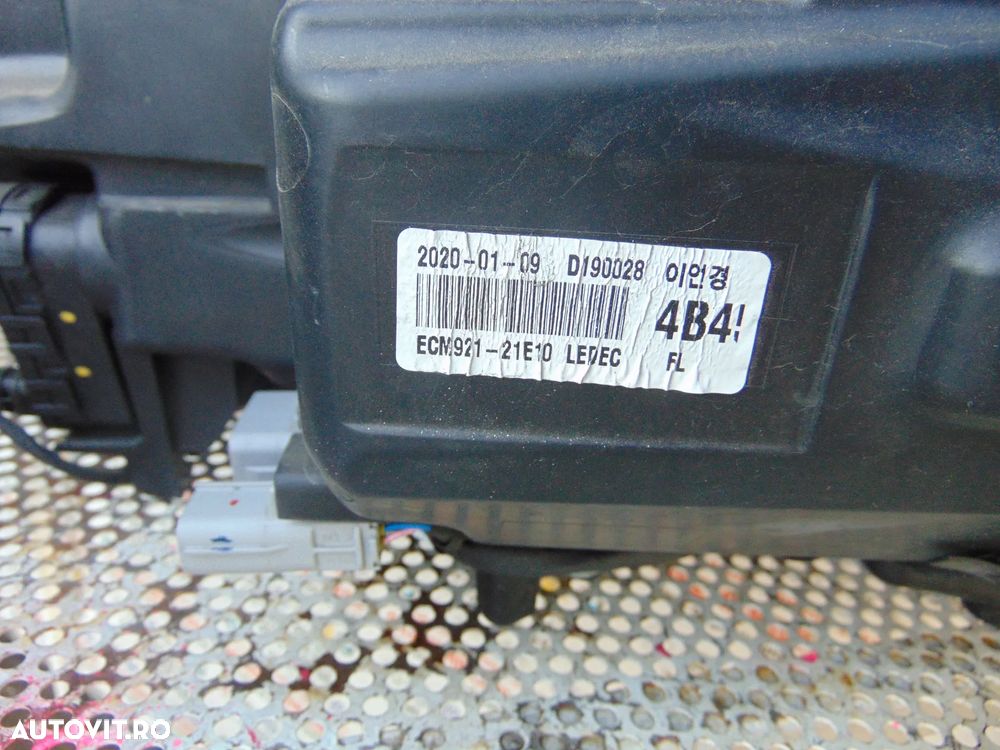 2020-01-09 D190028 이언경
4B4!
ECM921-21E10 LEDEC FL
AUTOVIT.RO